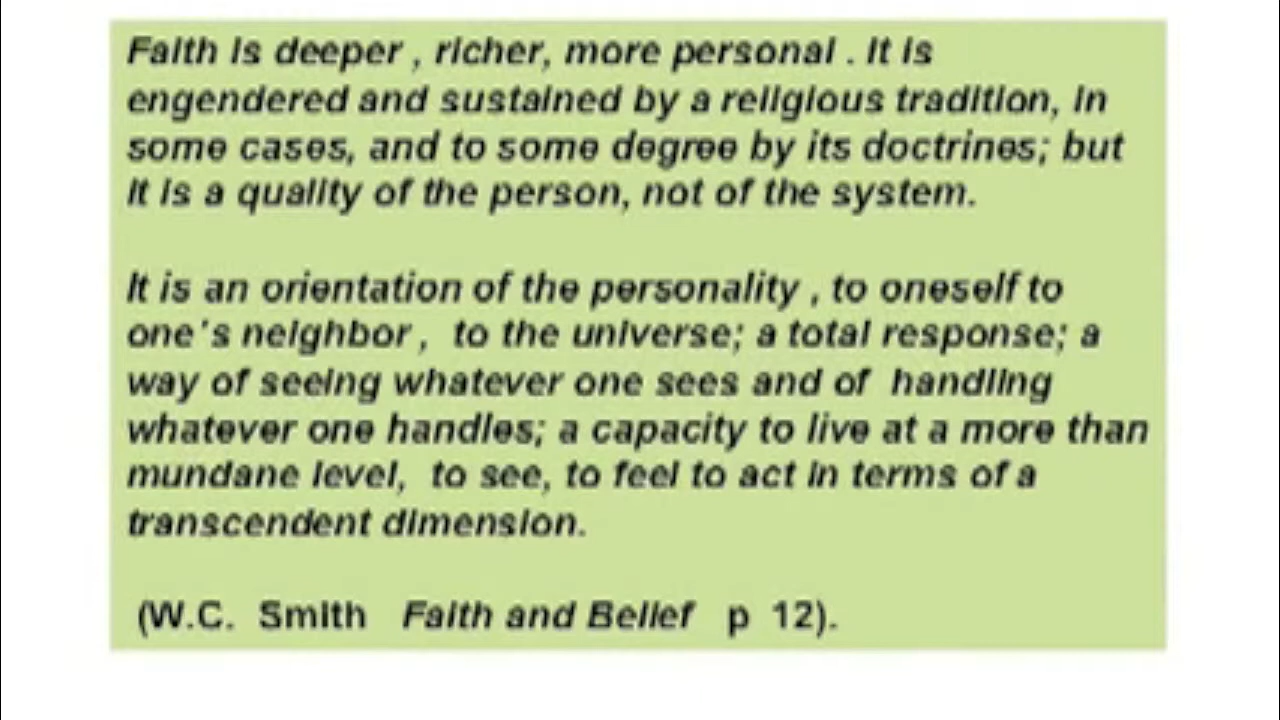 Faith is deeper , richer, more personal . It is
engendered and sustained by a religious tradition, in
some cases, and to some degree by its doctrines; but
it is a quality of the person, not of the system.
It is an orientation of the personality , to oneself to
one's neighbor , to the universe; a total response; a
way of seeing whatever one sees and of handling
whatever one handles; a capacity to live at a more than
mundane level, to see, to feel to act in terms of a
transcendent dimension.
(W.C. Smith Faith and Belief p 12).